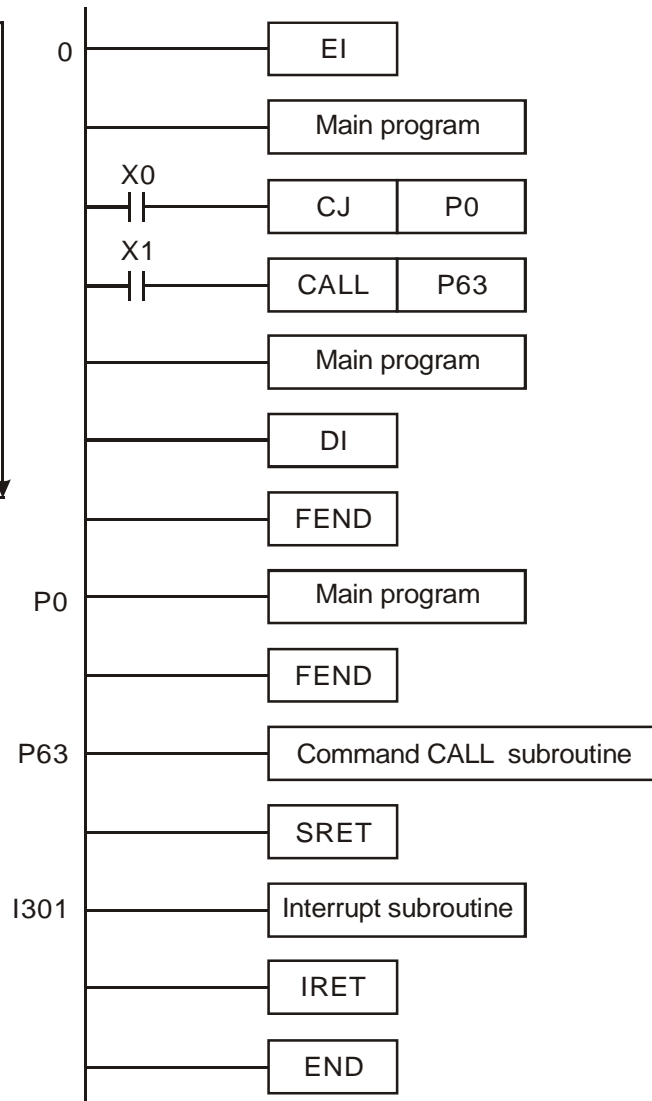 0 EI
Main program
X0
CJ P0
X1
CALL P63
Main program
DI
FEND
P0 Main program
FEND
P63 Command CALL subroutine
SRET
I301 Interrupt subroutine
IRET
END